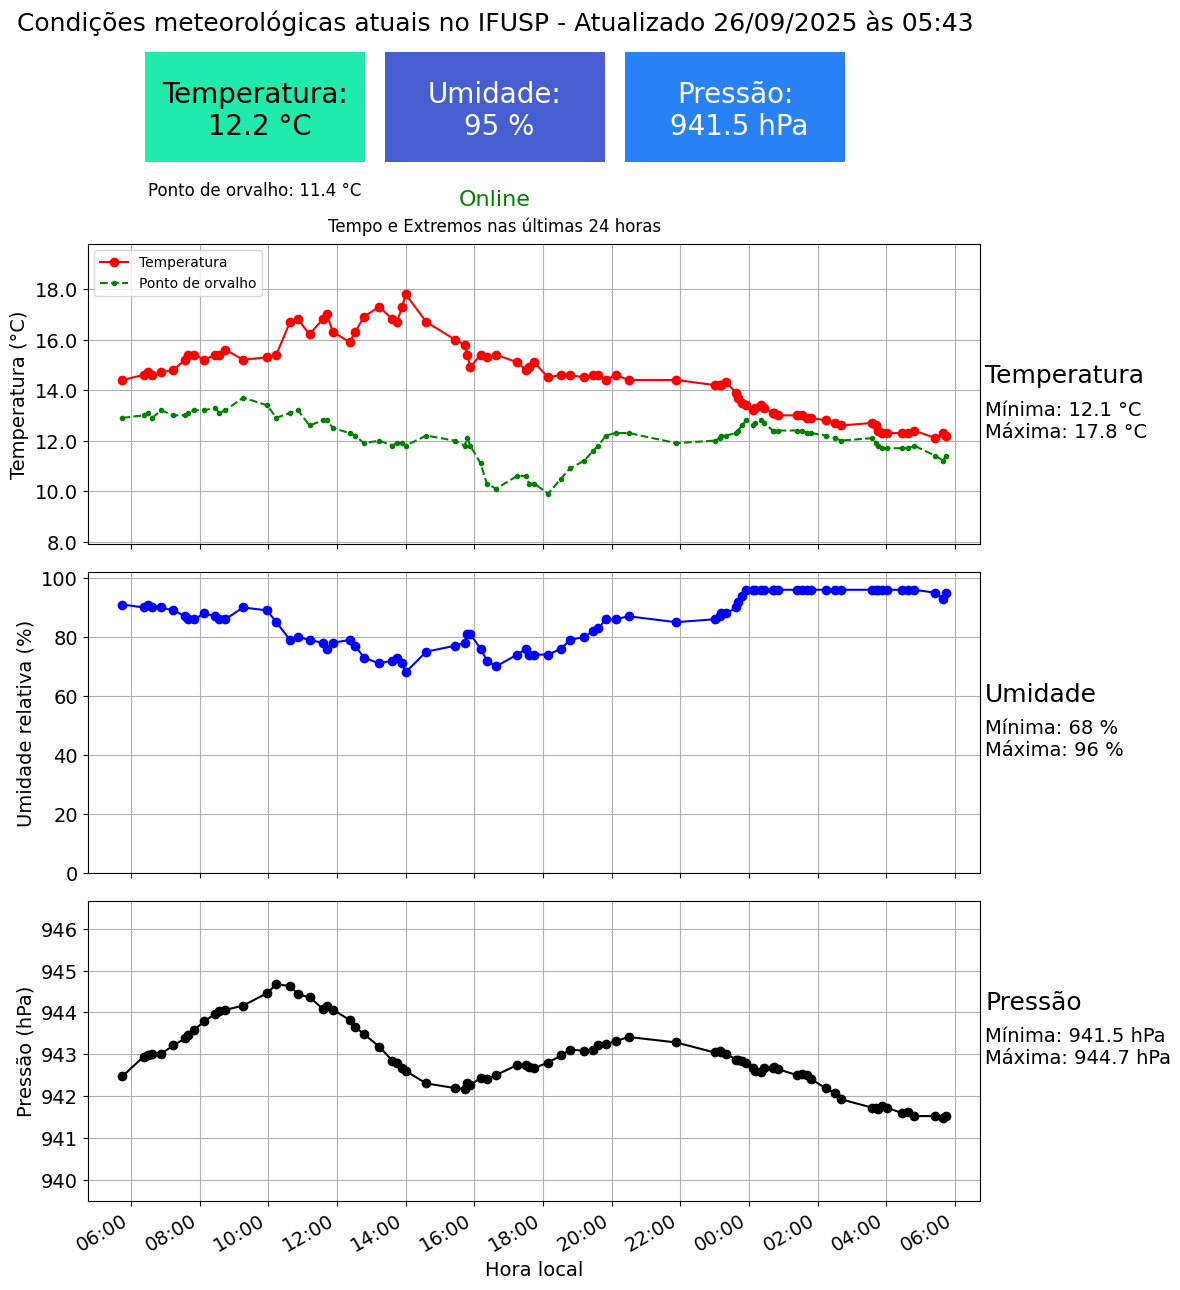 Condições meteorológicas atuais no IFUSP - Atualizado 26/09/2025 às 05:43
Temperatura:
12.2 °C
Umidade:
95 %
Pressão:
941.5 hPa
Ponto de orvalho: 11.4 °C
Online
Tempo e Extremos nas últimas 24 horas
Temperatura
Ponto de orvalho
Temperatura (°C)
18.0
16.0
14.0
12.0
10.0
8.0
Temperatura
Mínima: 12.1 °C
Máxima: 17.8 °C
Umidade relativa (%)
100
80
60
40
20
0
Umidade
Mínima: 68 %
Máxima: 96 %
Pressão (hPa)
946
945
944
943
942
941
940
Pressão
Mínima: 941.5 hPa
Máxima: 944.7 hPa
06:00 08:00 10:00 12:00 14:00 16:00 18:00 20:00 22:00 00:00 02:00 04:00 06:00
Hora local